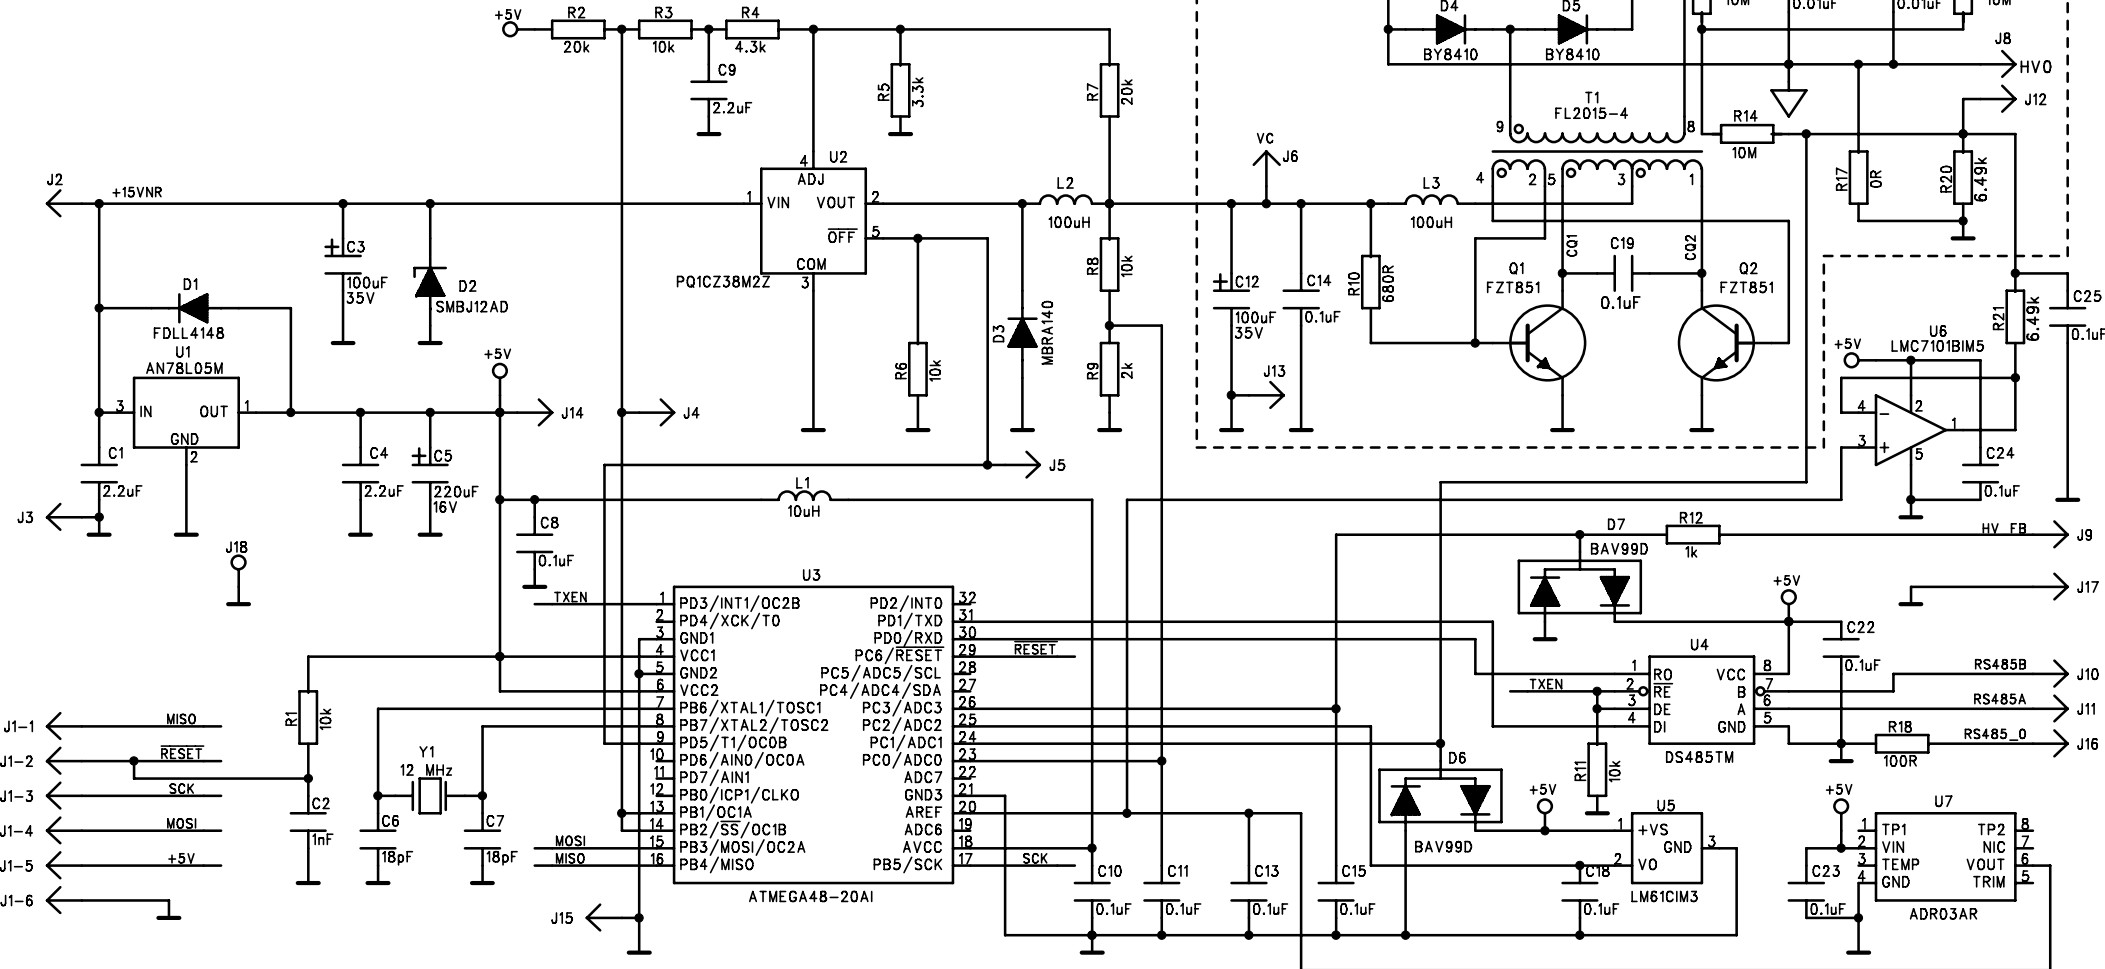 +5V R2 R3 R4
20k 10k 4.3k
C9
2.2uF
R5
3.3k
R7
20k
D4 D5
BY8410 BY8410
10M 0.01uF 0.01uF 10M
J8
HV0
J12
T1
FL2015-4
9 8
4 2 5 3 1
R14
10M
R17
0R
R20
6.49k
VC
J6
J2
+15VNR
U2
4
ADJ
1 VIN VOUT 2
OFF 5
COM
3
PQ1CZ38M2Z
L2
100uH
L3
100uH
C3
100uF
35V
D2
SMBJ12AD
D1
FDLL4148
U1
AN78L05M
3 IN OUT 1
GND
2
+5V
J14
J4
J5
R6
10k
D3
MBRA140
R8
10k
R9
2k
C12
100uF
35V
J13
C14
0.1uF
R10
680R
CQ1
CQ2
C19
0.1uF
Q1
FZT851
Q2
FZT851
R21
6.49k
C25
0.1uF
U6
LMC7101BIM5
+5V
4 - 2
1
3 + 5
C24
0.1uF
C1
2.2uF
J3
C4
2.2uF
C5
220uF
16V
J18
L1
10uH
C8
0.1uF
D7
BAV99D
R12
1k
HV_FB J9
J17
+5V
C22
0.1uF
U3
TXEN 1 PD3/INT1/OC2B PD2/INT0 32
2 PD4/XCK/T0 PD1/TXD 31
3 GND1 PD0/RXD 30
4 VCC1 PC6/RESET 29 RESET
5 GND2 PC5/ADC5/SCL 28
6 VCC2 PC4/ADC4/SDA 27
7 PB6/XTAL1/TOSC1 PC3/ADC3 26
8 PB7/XTAL2/TOSC2 PC2/ADC2 25
9 PD5/T1/OC0B PC1/ADC1 24
10 PD6/AIN0/OC0A PC0/ADC0 23
11 PD7/AIN1 ADC7 22
12 PB0/ICP1/CLKO GND3 21
13 PB1/OC1A AREF 20
14 PB2/SS/OC1B ADC6 19
MOSI 15 PB3/MOSI/OC2A AVCC 18
MISO 16 PB4/MISO PB5/SCK 17 SCK
ATMEGA48-20AI
U4
1 RO VCC 8
TXEN 2 RE B 7
3 DE A 6
4 DI GND 5
DS485TM
RS485B J10
RS485A J11
RS485_0 J16
R18
100R
R11
10k
R1
10k
J1-1 MISO
J1-2 RESET
J1-3 SCK
J1-4 MOSI
J1-5 +5V
J1-6
C2
1nF
Y1
12 MHz
C6
18pF
C7
18pF
J15
C10
0.1uF
C11
0.1uF
C13
0.1uF
C15
0.1uF
D6
BAV99D
+5V
U5
1 +VS
GND 3
2 VO
LM61CIM3
C18
0.1uF
+5V
U7
1 TP1 TP2 8
2 VIN NIC 7
3 TEMP VOUT 6
4 GND TRIM 5
ADR03AR
C23
0.1uF